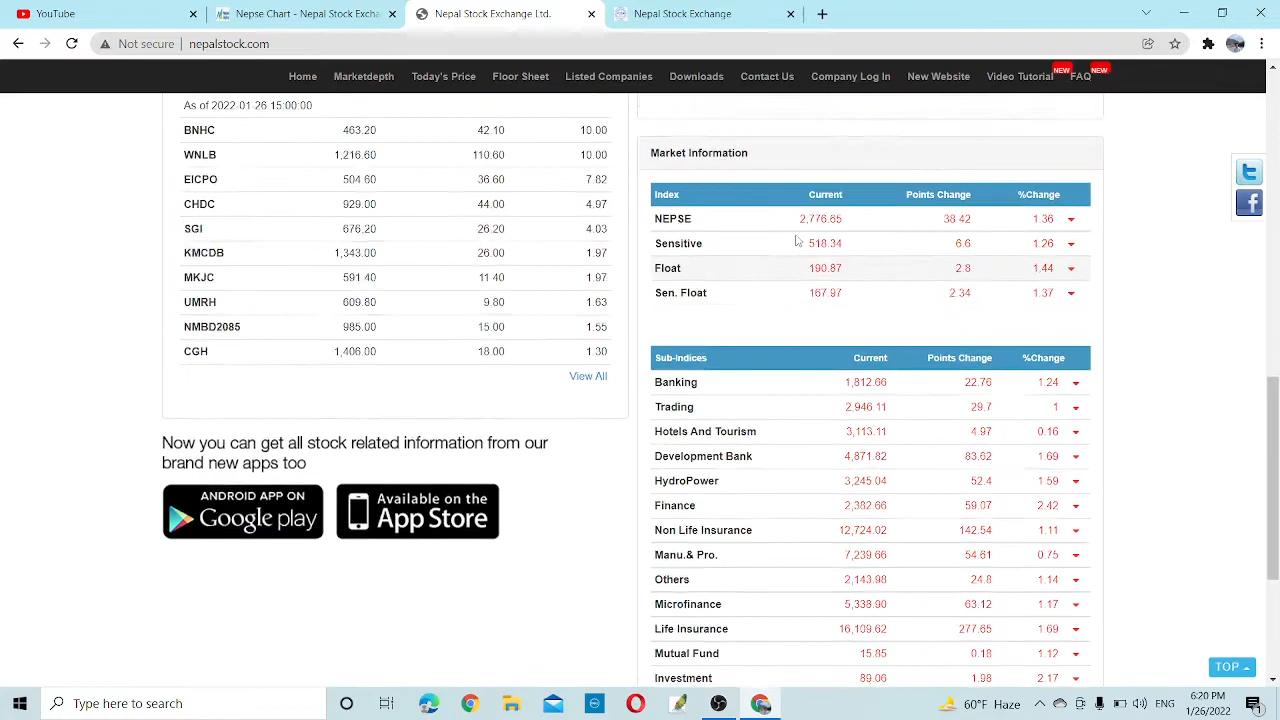 YouTube
Nepse Chart - Nepal Stock Exchan
Nepal Stock Exchange Ltd.
Nepal Stock Exchange
Not secure
nepalstock.com
Home Marketdepth Today's Price Floor Sheet Listed Companies Downloads Contact Us Company Log In New Website Video Tutorial NEW FAQ NEW
As of 2022-01-26 15:00:00
BNHC 463.20 42.10 10.00
WNLB 1,216.60 110.60 10.00
EICPO 504.60 36.60 7.82
CHDC 929.00 44.00 4.97
SGI 676.20 26.20 4.03
KMCDB 1,343.00 26.00 1.97
MKJC 591.40 11.40 1.97
UMRH 609.80 9.80 1.63
NMBD2085 985.00 15.00 1.55
CGH 1,406.00 18.00 1.30
View All
Now you can get all stock related information from our
brand new apps too
ANDROID APP ON
Google play
Available on the
App Store
Market Information
Index Current Points Change %Change
NEPSE 2,776.65 38.42 1.36
Sensitive 518.34 6.6 1.26
Float 190.87 2.8 1.44
Sen. Float 167.97 2.34 1.37
Sub-Indices Current Points Change %Change
Banking 1,812.66 22.76 1.24
Trading 2,946.11 29.7 1
Hotels And Tourism 3,113.11 4.97 0.16
Development Bank 4,871.82 83.62 1.69
HydroPower 3,245.04 52.4 1.59
Finance 2,382.66 59.07 2.42
Non Life Insurance 12,724.02 142.54 1.11
Manu.& Pro. 7,239.66 54.61 0.75
Others 2,143.98 24.8 1.14
Microfinance 5,338.90 63.12 1.17
Life Insurance 16,109.62 277.65 1.69
Mutual Fund 15.85 0.18 1.12
Investment 89.06 1.98 2.17
TOP
Type here to search
60°F Haze
ENG
6:20 PM
1/26/2022